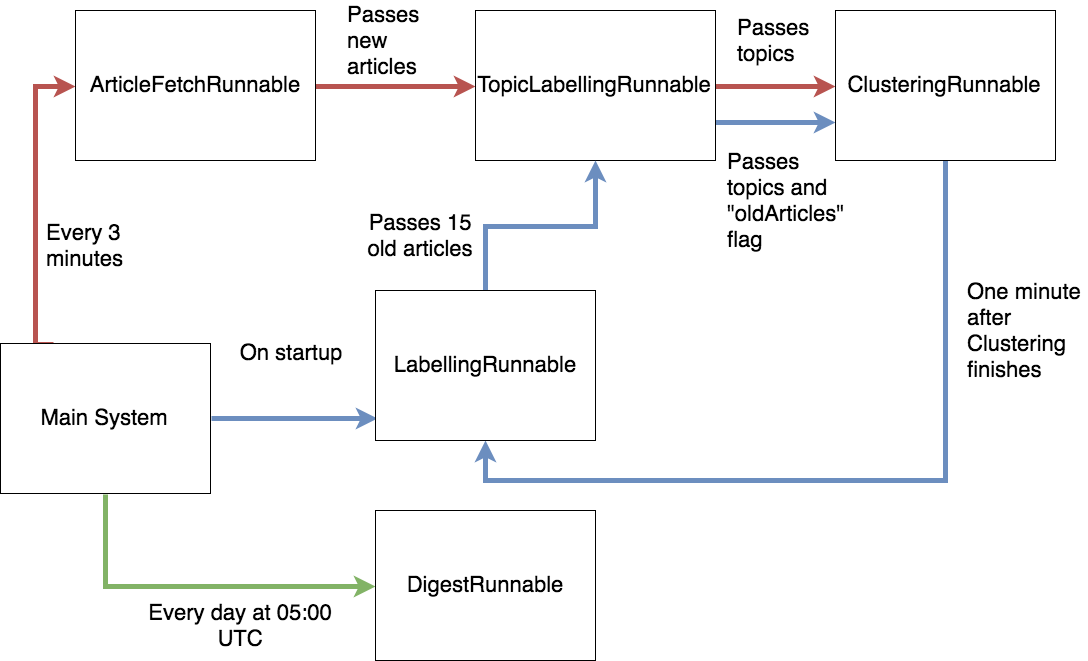 Passes
new
articles
ArticleFetchRunnable
TopicLabellingRunnable
Passes
topics
ClusteringRunnable
Passes
topics and
"oldArticles"
flag
Every 3
minutes
Passes 15
old articles
One minute
after
Clustering
finishes
On startup
LabellingRunnable
Main System
DigestRunnable
Every day at 05:00
UTC